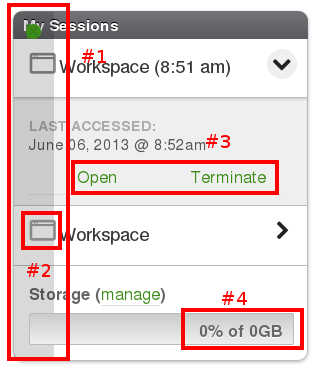 My Sessions
#1
Workspace (8:51 am)
LAST ACCESSED:
#3
June 06, 2013 @ 8:52am
Open Terminate
Workspace
#2
Storage (manage)
#4
0% of 0GB